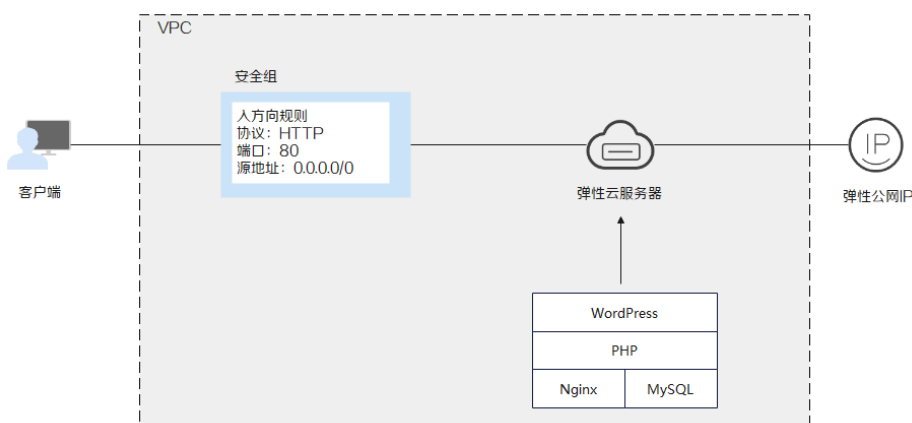 VPC
安全组
入方向规则
协议：HTTP
端口：80
源地址：0.0.0.0/0
客户端
弹性云服务器
IP
弹性公网IP
WordPress
PHP
Nginx
MySQL